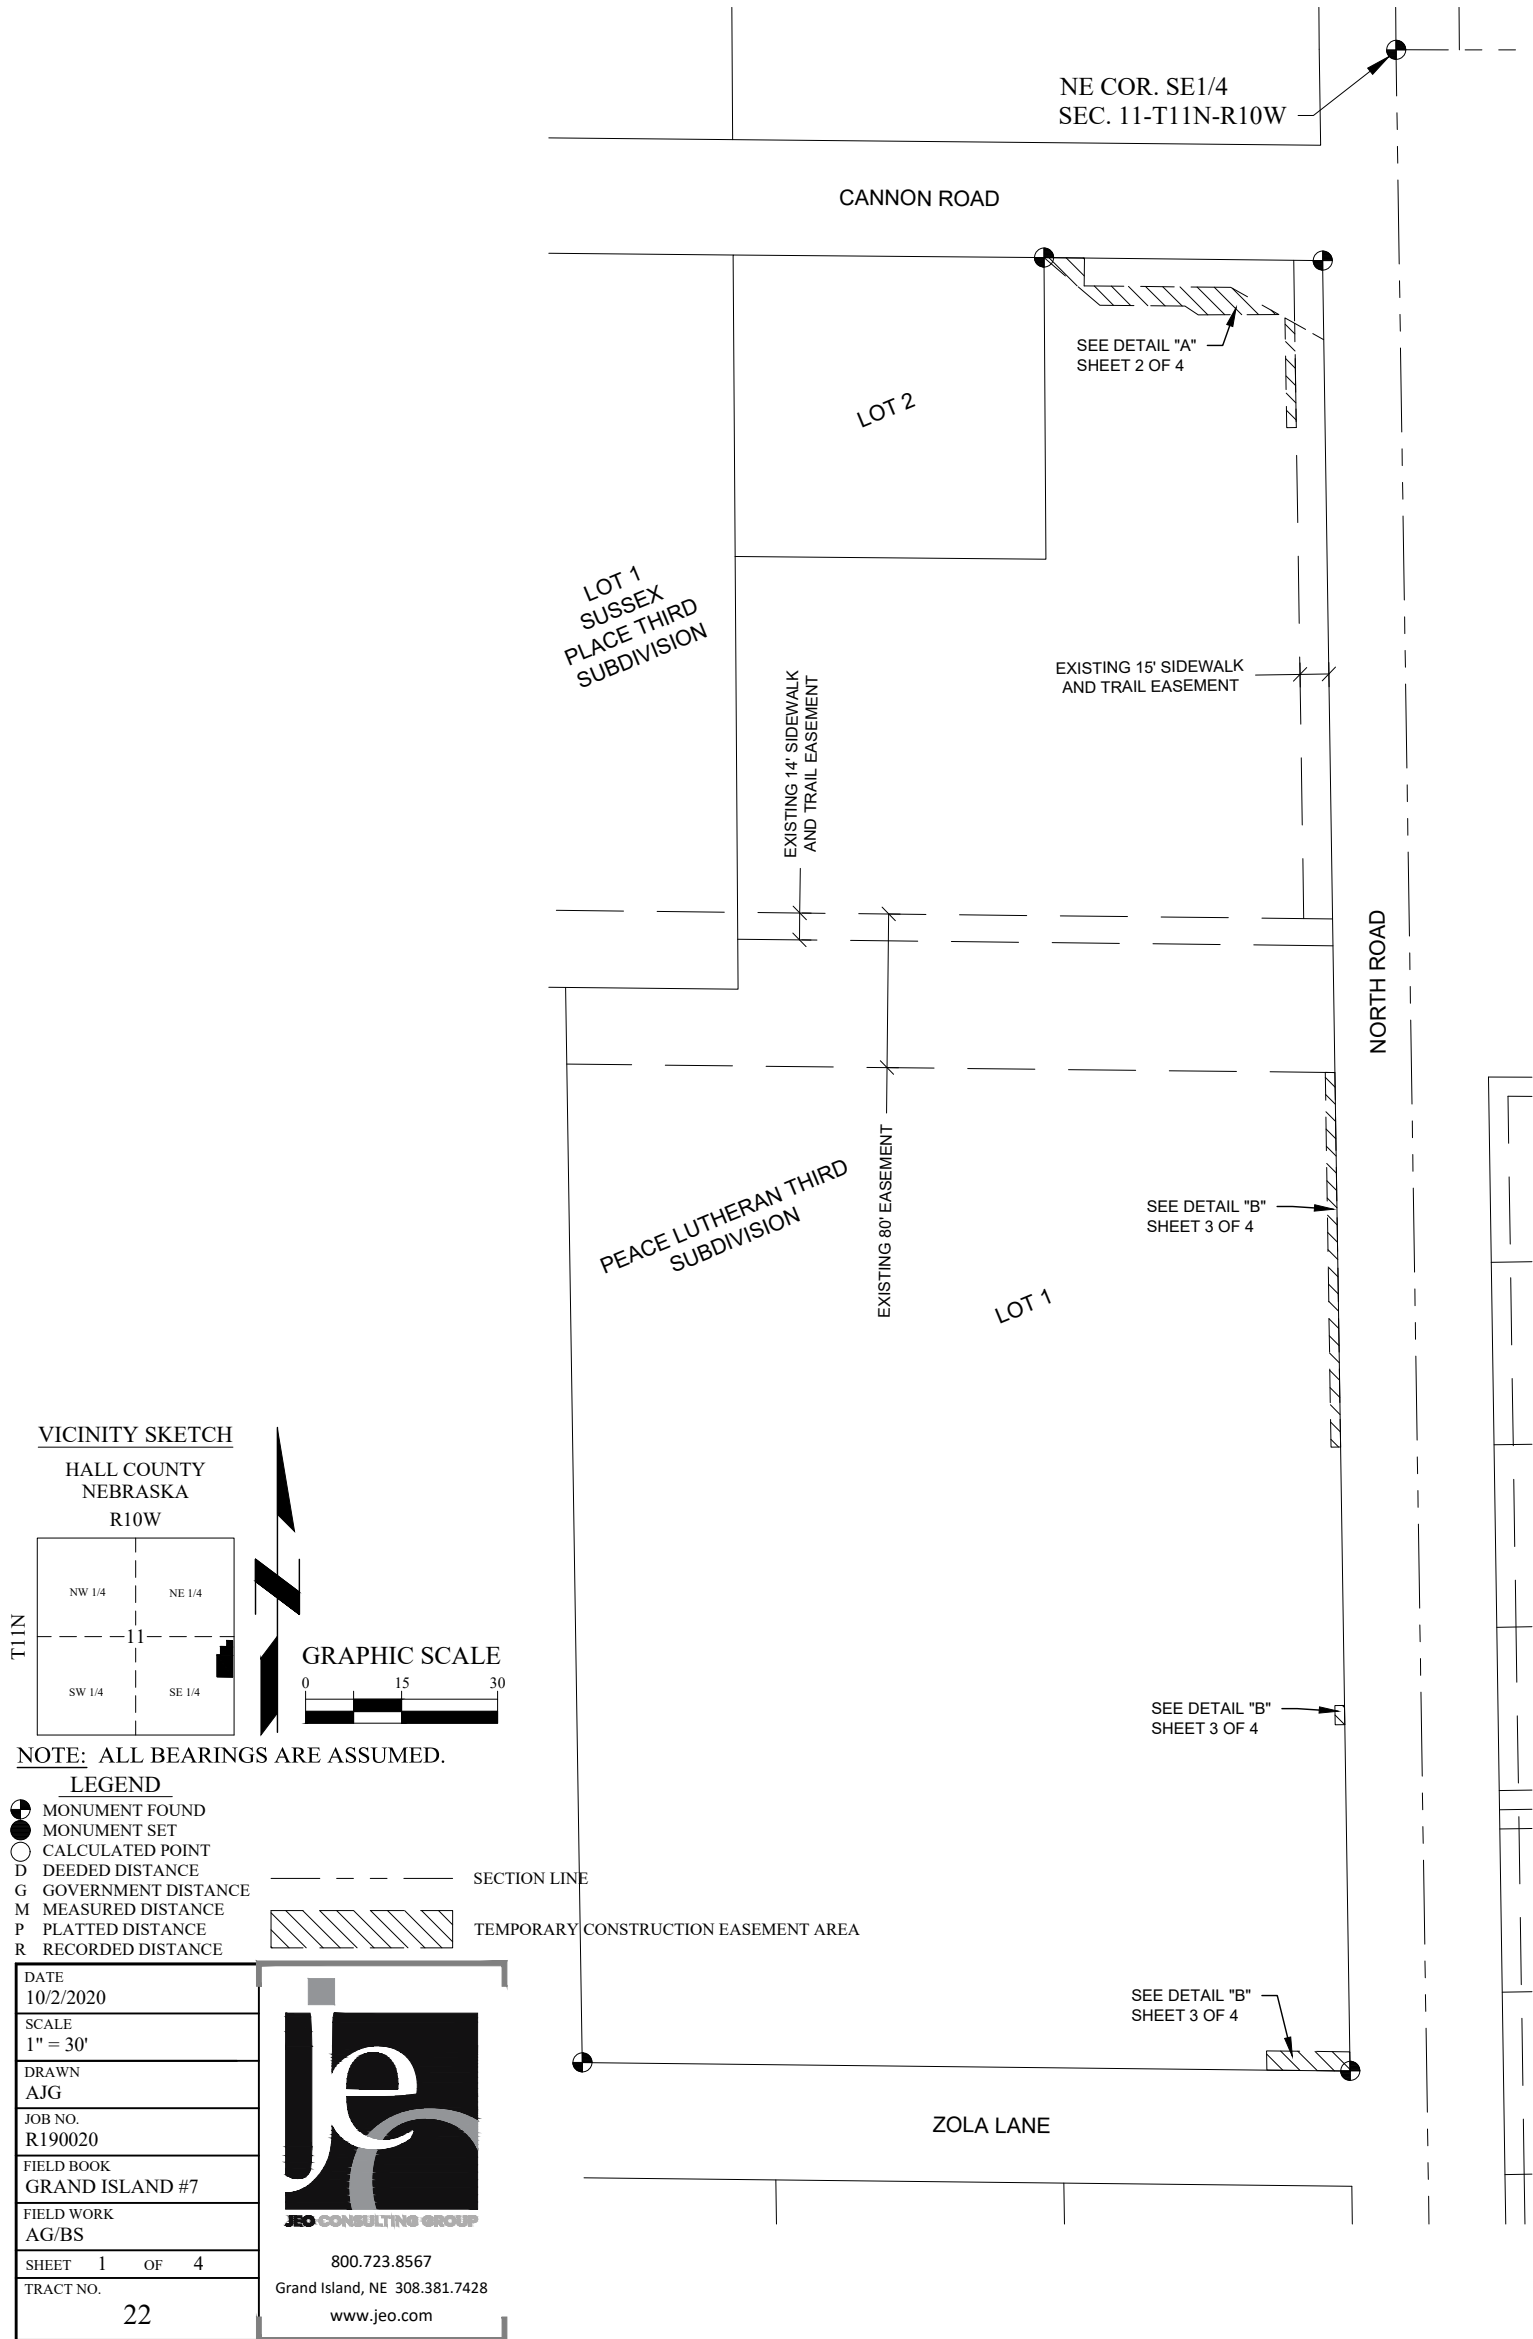 NE COR. SE1/4
SEC. 11-T11N-R10W
CANNON ROAD
SEE DETAIL "A"
SHEET 2 OF 4
LOT 2
LOT 1
SUSSEX
PLACE THIRD
SUBDIVISION
EXISTING 15' SIDEWALK
AND TRAIL EASEMENT
EXISTING 14' SIDEWALK
AND TRAIL EASEMENT
NORTH ROAD
EXISTING 80' EASEMENT
PEACE LUTHERAN THIRD
SUBDIVISION
SEE DETAIL "B"
SHEET 3 OF 4
LOT 1
SEE DETAIL "B"
SHEET 3 OF 4
SEE DETAIL "B"
SHEET 3 OF 4
ZOLA LANE
VICINITY SKETCH
HALL COUNTY
NEBRASKA
R10W
T11N
NW 1/4
NE 1/4
11
SW 1/4
SE 1/4
Z
GRAPHIC SCALE
0 15 30
NOTE: ALL BEARINGS ARE ASSUMED.
LEGEND
MONUMENT FOUND
MONUMENT SET
CALCULATED POINT
D DEEDED DISTANCE
G GOVERNMENT DISTANCE
M MEASURED DISTANCE
P PLATTED DISTANCE
R RECORDED DISTANCE
SECTION LINE
TEMPORARY CONSTRUCTION EASEMENT AREA
DATE
10/2/2020
SCALE
1" = 30'
DRAWN
AJG
JOB NO.
R190020
FIELD BOOK
GRAND ISLAND #7
FIELD WORK
AG/BS
SHEET 1 OF 4
TRACT NO.
22
jeo
JEO CONSULTING GROUP
800.723.8567
Grand Island, NE 308.381.7428
www.jeo.com